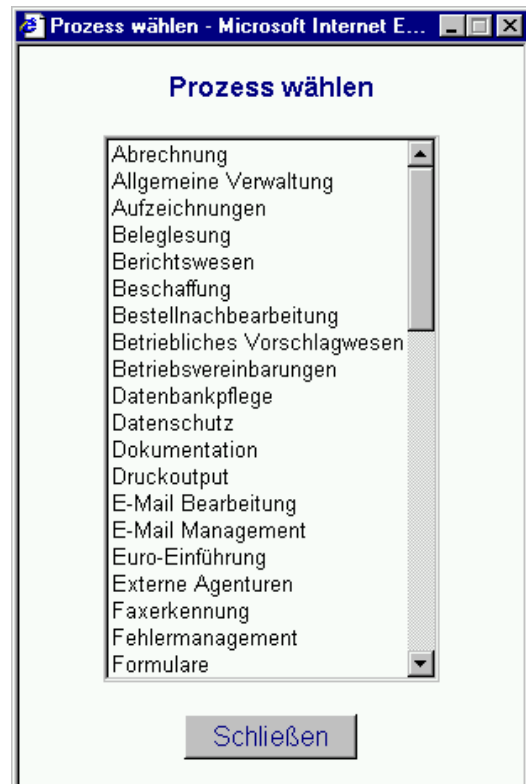 Prozess wählen - Microsoft Internet E...
Prozess wählen
Abrechnung
Allgemeine Verwaltung
Aufzeichnungen
Beleglesung
Berichtswesen
Beschaffung
Bestellnachbearbeitung
Betriebliches Vorschlagwesen
Betriebsvereinbarungen
Datenbankpflege
Datenschutz
Dokumentation
Druckoutput
E-Mail Bearbeitung
E-Mail Management
Euro-Einführung
Externe Agenturen
Faxerkennung
Fehlermanagement
Formulare
Schließen